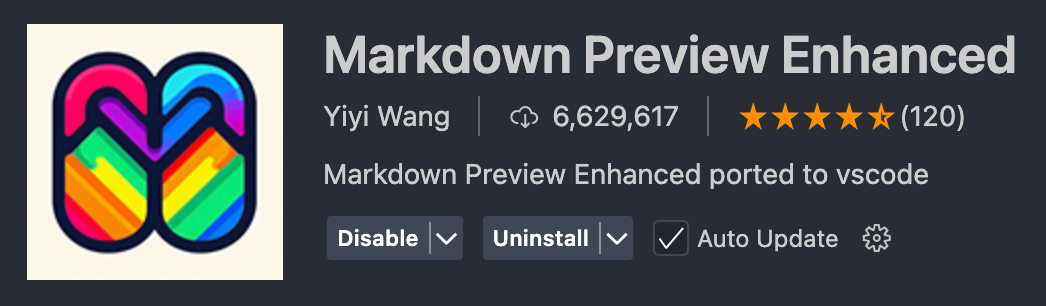 Markdown Preview Enhanced
Yiyi Wang 6,629,617 (120)
Markdown Preview Enhanced ported to vscode
Disable Uninstall Auto Update